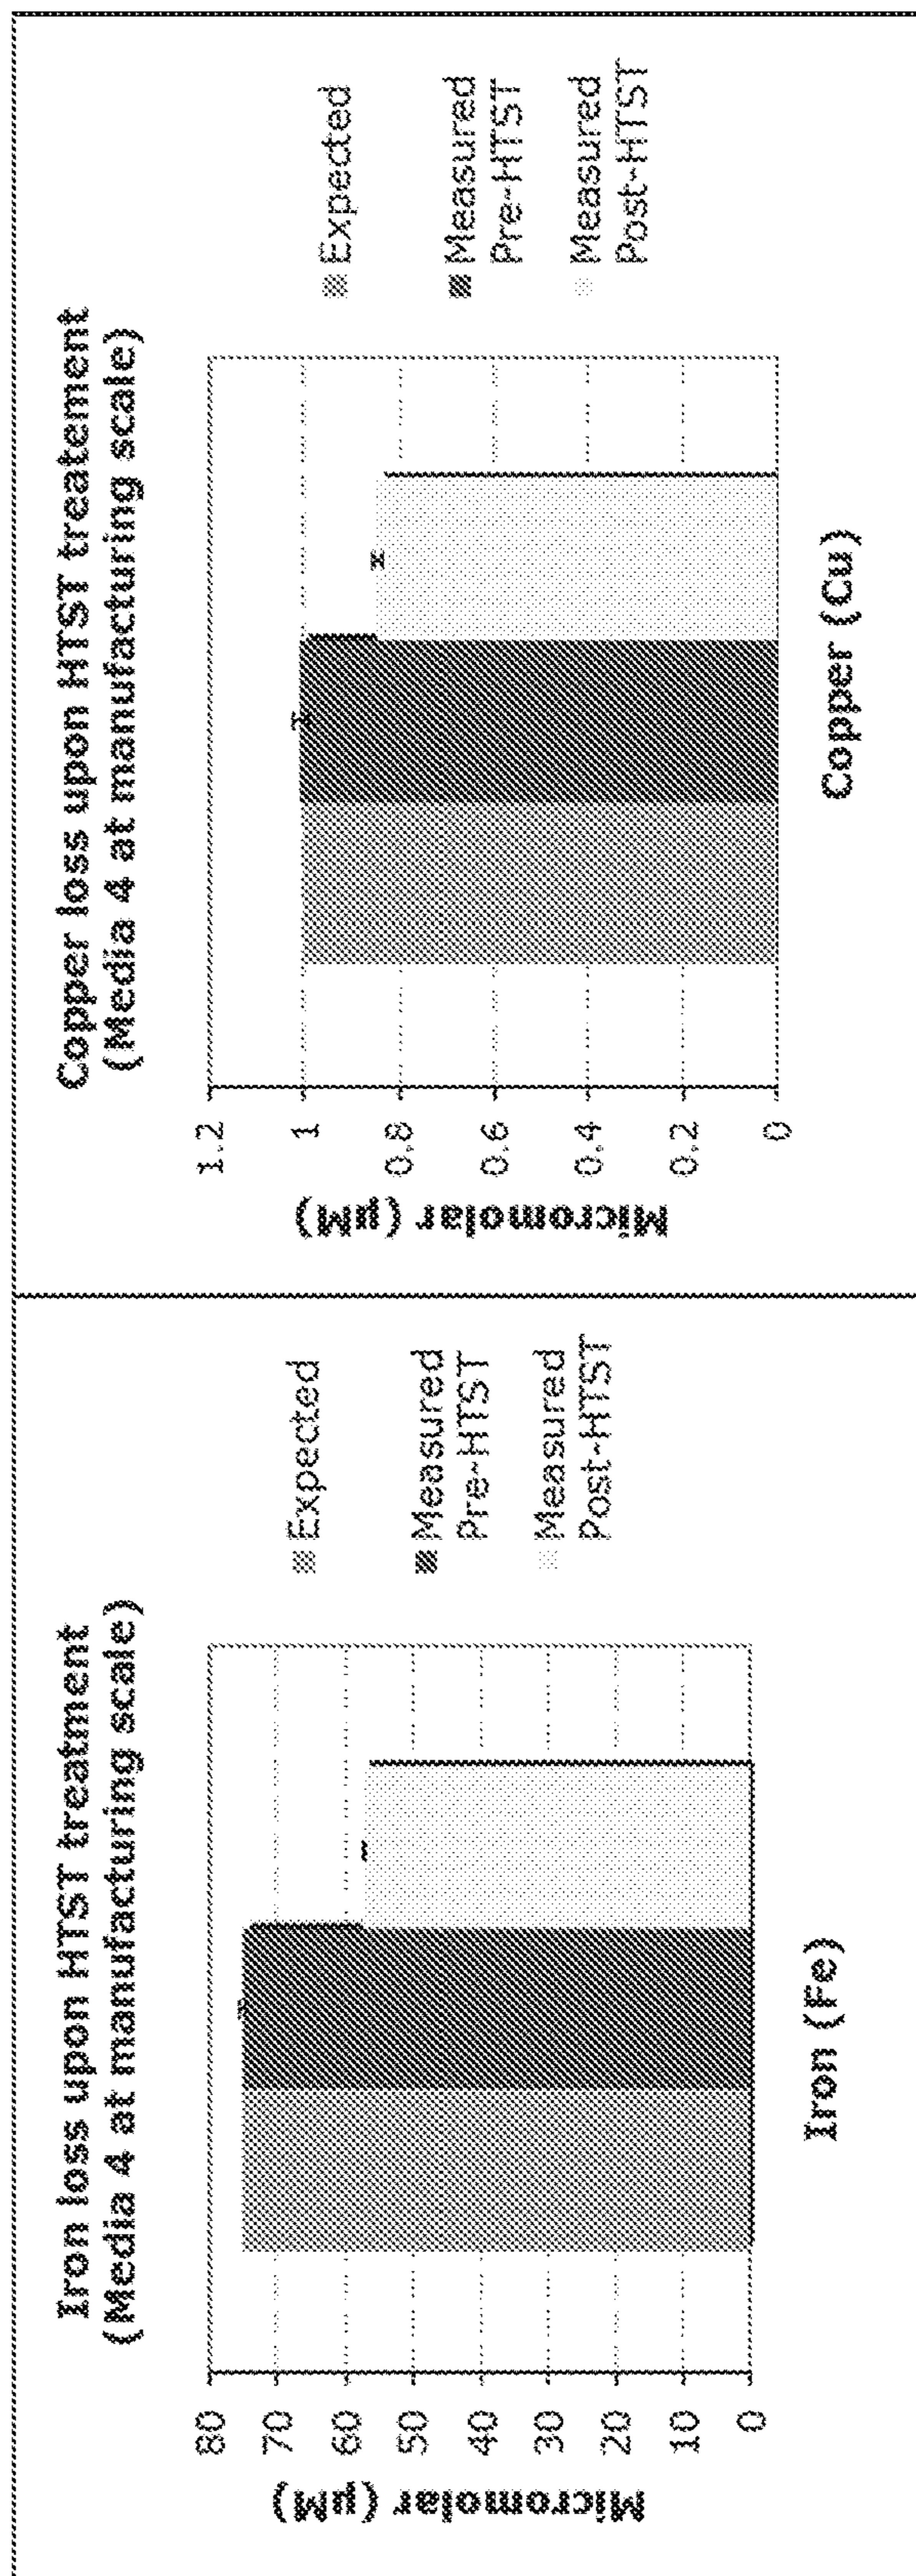 Iron loss upon HTST treatment
(Media 4 at manufacturing scale)
Micromolar (µM)
80
70
60
50
40
30
20
10
0
Iron (Fe)
Expected
Measured
Pre-HTST
Measured
Post-HTST
Copper loss upon HTST treatement
(Media 4 at manufacturing scale)
Micromolar (µM)
1.2
1
0.8
0.6
0.4
0.2
0
Copper (Cu)
Expected
Measured
Pre-HTST
Measured
Post-HTST